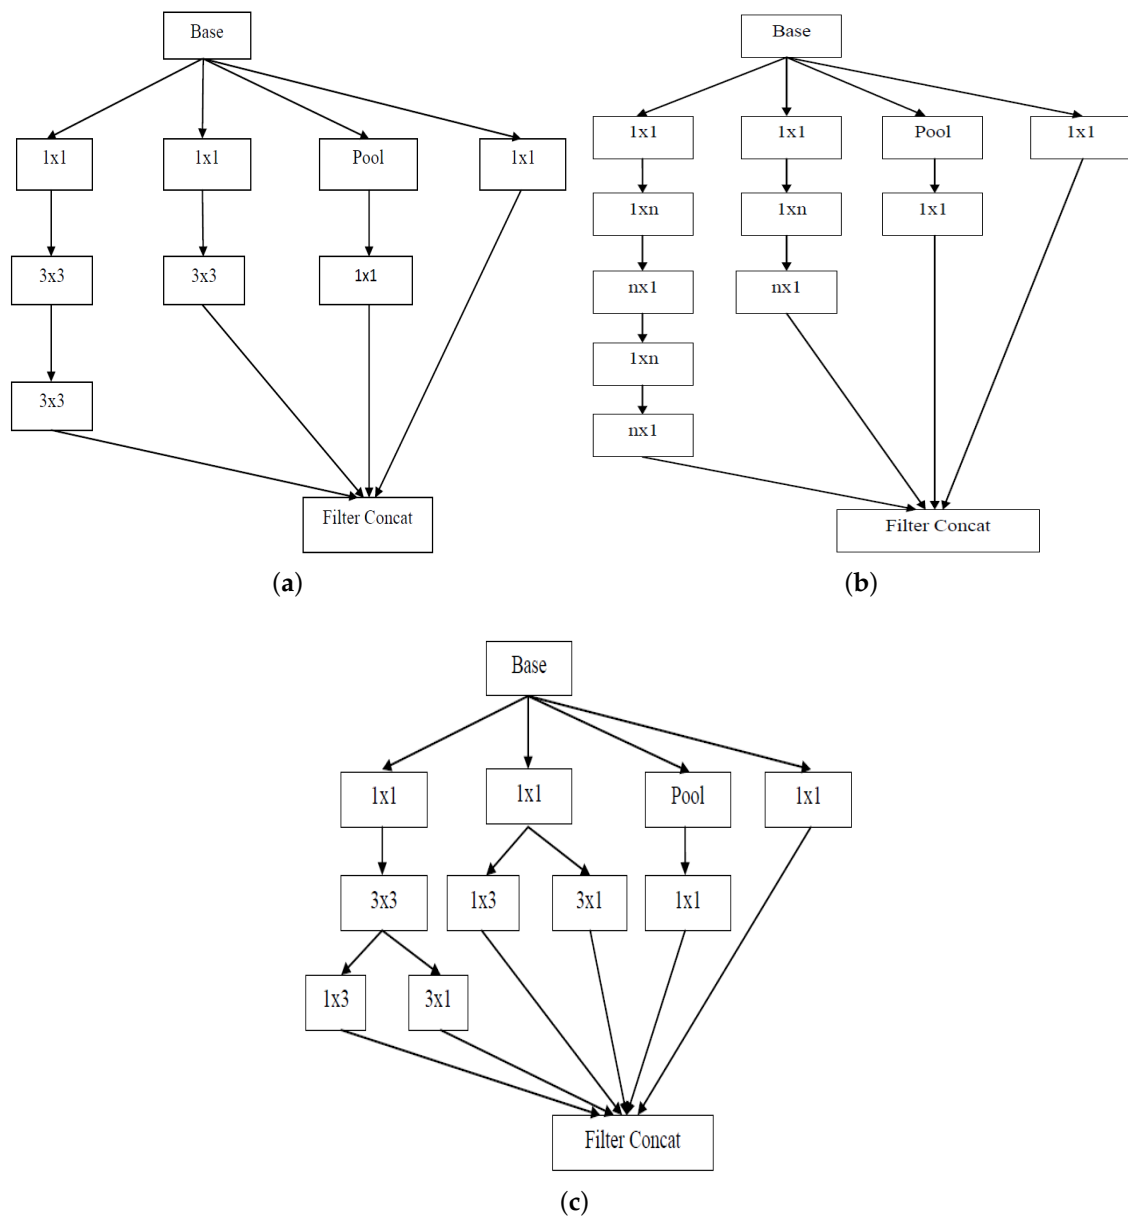 Base
1x1
1x1
Pool
1x1
3x3
3x3
1x1
3x3
Filter Concat
(a)
Base
1x1
1x1
Pool
1x1
1xn
1xn
1x1
nx1
nx1
1xn
nx1
Filter Concat
(b)
Base
1x1
1x1
Pool
1x1
3x3
1x3
3x1
1x1
1x3
3x1
Filter Concat
(c)